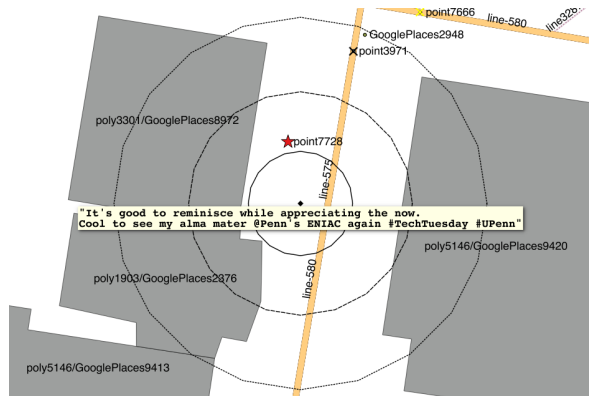 point7666
line-580
line328
GooglePlaces2948
point3971
poly3301/GooglePlaces8972
point7728
line-575
"It's good to reminisce while appreciating the now.
Cool to see my alma mater @Penn's ENIAC again #TechTuesday #UPenn"
poly5146/GooglePlaces9420
poly1903/GooglePlaces2376
line-580
poly5146/GooglePlaces9413